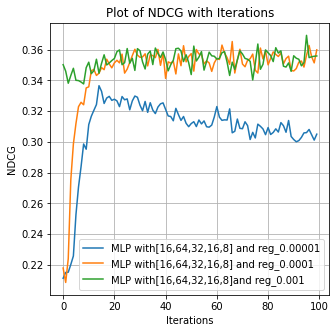 Plot of NDCG with Iterations
NDCG
0.36
0.34
0.32
0.30
0.28
0.26
0.24
0.22
MLP with[16,64,32,16,8] and reg_0.00001
MLP with[16,64,32,16,8] and reg_0.0001
MLP with[16,64,32,16,8]and reg_0.001
0 20 40 60 80 100
Iterations